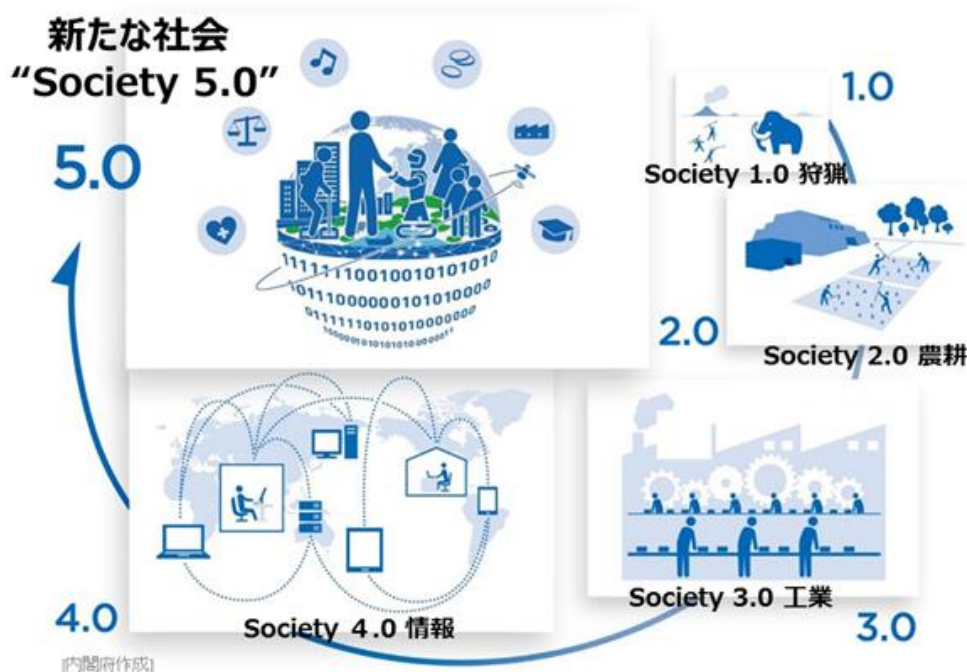 新たな社会
“Society 5.0”
5.0
1.0
Society 1.0 狩猟
2.0
Society 2.0 農耕
3.0
Society 3.0 工業
4.0
Society ４.0 情報
11111110010010101010
0111000000101010000
[内閣府作成]